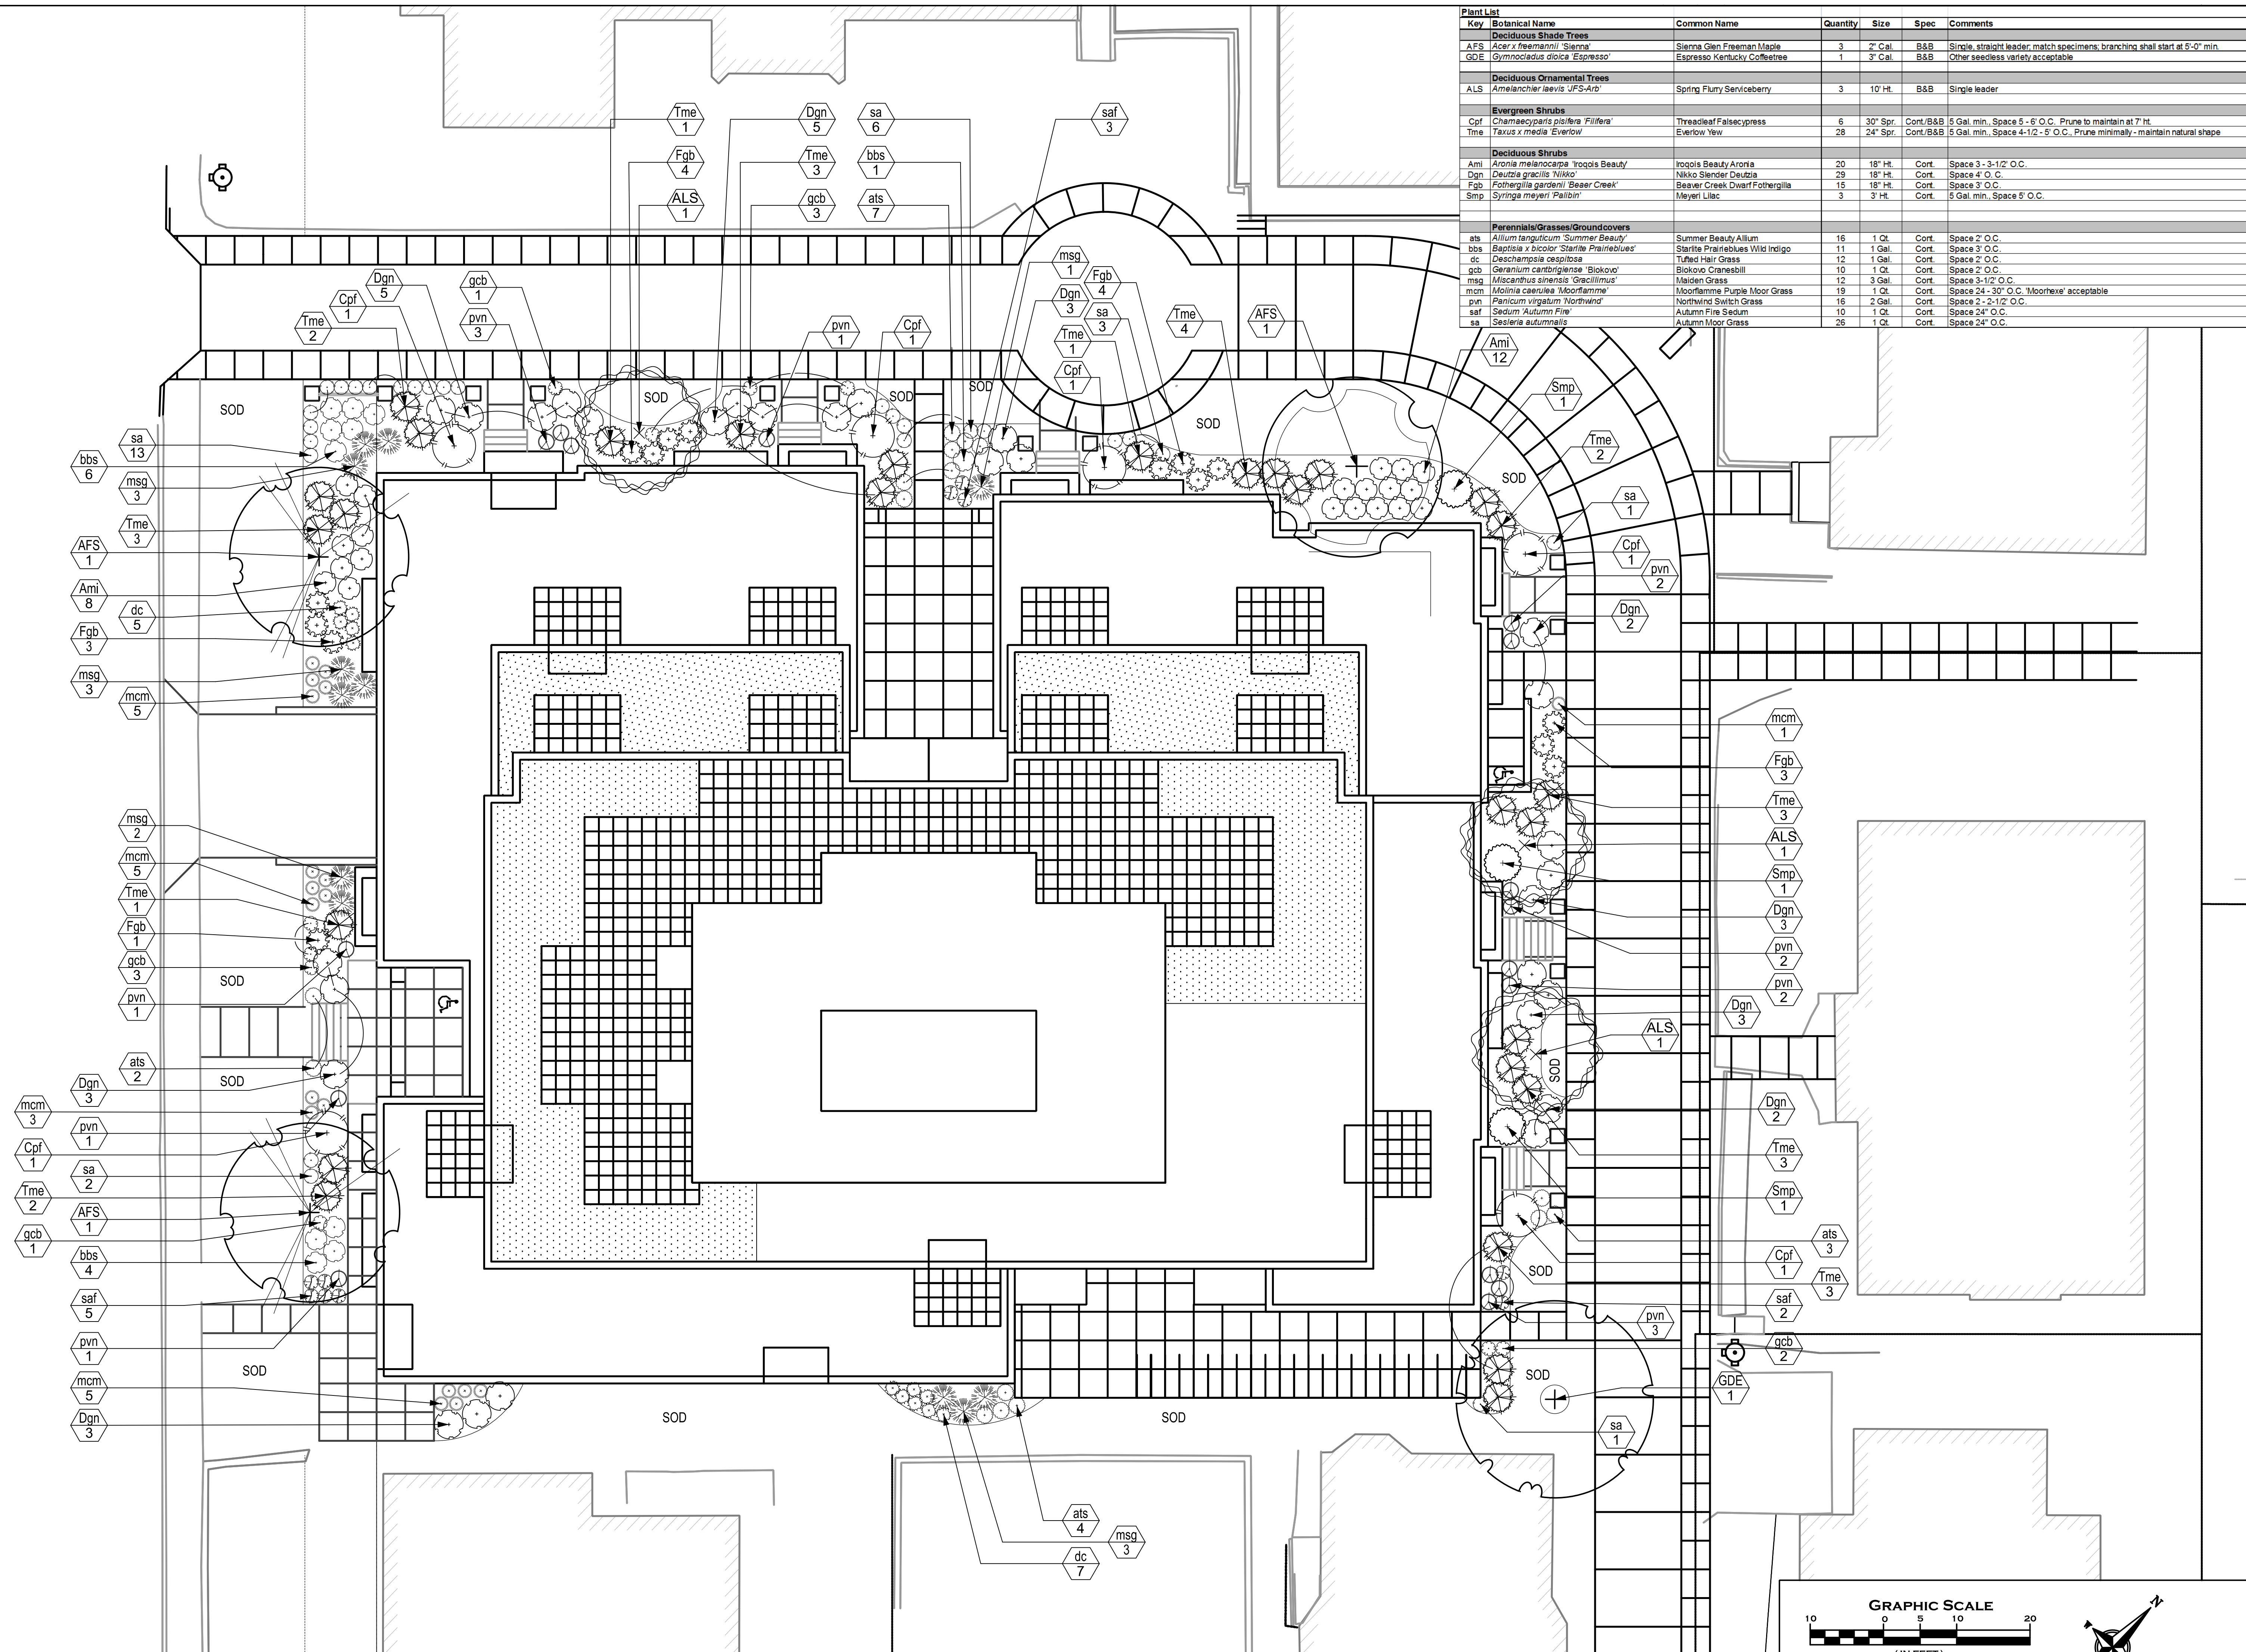 Plant List
Key Botanical Name Common Name Quantity Size Spec Comments
Deciduous Shade Trees
AFS Acer x freemannii 'Sienna' Sienna Glen Freeman Maple 3 2" Cal. B&B Single, straight leader; match specimens; branching shall start at 5'-0" min.
GDE Gymnocladus dioica 'Espresso' Espresso Kentucky Coffeetree 1 3" Cal. B&B Other seedless variety acceptable
Deciduous Ornamental Trees
ALS Amelanchier laevis 'JFS-Arb' Spring Flurry Serviceberry 3 10' Ht. B&B Single leader
Evergreen Shrubs
Cpf Chamaecyparis pisifera 'Filifera' Threadleaf Falsecypress 6 30" Spr. Cont./B&B 5 Gal. min., Space 5 - 6' O.C. Prune to maintain at 7' ht.
Tme Taxus x media 'Everlow' Everlow Yew 28 24" Spr. Cont./B&B 5 Gal. min., Space 4-1/2 - 5' O.C., Prune minimally - maintain natural shape
Deciduous Shrubs
Ami Aronia melanocarpa 'Iroqois Beauty' Iroqois Beauty Aronia 20 18" Ht. Cont. Space 3 - 3-1/2' O.C.
Dgn Deutzia gracilis 'Nikko' Nikko Slender Deutzia 29 18" Ht. Cont. Space 4' O. C.
Fgb Fothergilla gardenii 'Beaer Creek' Beaver Creek Dwarf Fothergilla 15 18" Ht. Cont. Space 3' O.C.
Smp Syringa meyeri 'Palibin' Meyeri Lilac 3 3' Ht. Cont. 5 Gal. min., Space 5' O.C.
Perennials/Grasses/Groundcovers
ats Allium tanguticum 'Summer Beauty' Summer Beauty Allium 16 1 Qt. Cont. Space 2' O.C.
bbs Baptisia x bicolor 'Starlite Prairieblues' Starlite Prairieblues Wild Indigo 11 1 Gal. Cont. Space 3' O.C.
dc Deschampsia cespitosa Tufted Hair Grass 12 1 Gal. Cont. Space 2' O.C.
gcb Geranium cantbrigiense 'Biokovo' Biokovo Cranesbill 10 1 Qt. Cont. Space 2' O.C.
msg Miscanthus sinensis 'Gracillimus' Maiden Grass 12 3 Gal. Cont. Space 3-1/2' O.C.
mcm Molinia caerulea 'Moorflamme' Moorflamme Purple Moor Grass 19 1 Qt. Cont. Space 24 - 30" O.C. 'Moorhexe' acceptable
pvn Panicum virgatum 'Northwind' Northwind Switch Grass 16 2 Gal. Cont. Space 2 - 2-1/2' O.C.
saf Sedum 'Autumn Fire' Autumn Fire Sedum 10 1 Qt. Cont. Space 24" O.C.
sa Sesleria autumnalis Autumn Moor Grass 26 1 Qt. Cont. Space 24" O.C.
Tme
1
Dgn
5
sa
6
saf
3
Fgb
4
Tme
3
bbs
1
ALS
1
gcb
3
ats
7
Dgn
5
gcb
1
msg
1
Fgb
4
Cpf
1
Dgn
3
Tme
2
pvn
3
pvn
1
Cpf
1
sa
3
Tme
4
AFS
1
Tme
1
Ami
12
Cpf
1
Smp
1
SOD
SOD
SOD
SOD
SOD
SOD
sa
13
bbs
6
msg
3
Tme
3
AFS
1
Ami
8
dc
5
Fgb
3
msg
3
mcm
5
msg
2
mcm
5
Tme
1
Fgb
1
gcb
3
SOD
pvn
1
ats
2
SOD
Dgn
3
mcm
3
pvn
1
Cpf
1
sa
2
Tme
2
AFS
1
gcb
1
bbs
4
saf
5
pvn
1
SOD
mcm
5
Dgn
3
Tme
2
sa
1
Cpf
1
pvn
2
Dgn
2
mcm
1
Fgb
3
Tme
3
ALS
1
Smp
1
Dgn
3
pvn
2
pvn
2
Dgn
3
ALS
1
SOD
Dgn
2
Tme
3
Smp
1
ats
3
Cpf
1
SOD
Tme
3
saf
2
pvn
3
gcb
2
SOD
GDE
1
sa
1
SOD
SOD
ats
4
msg
3
dc
7
GRAPHIC SCALE
10 0 5 10 20
N